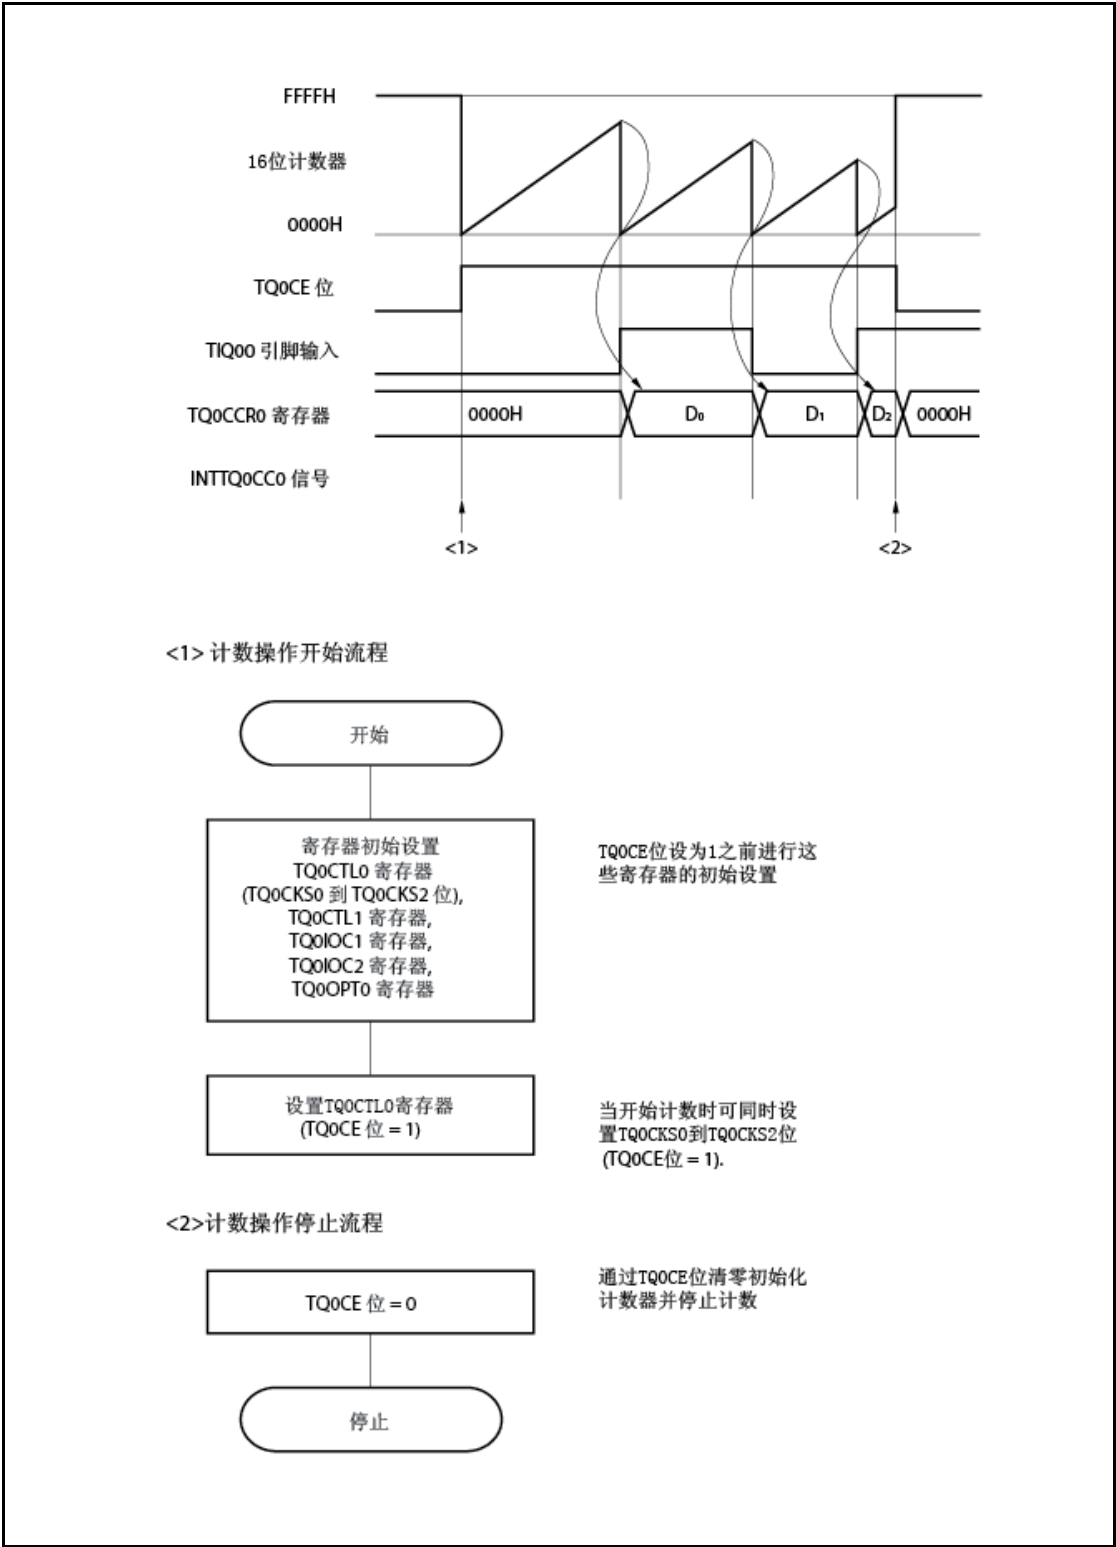 FFFFH
16位计数器
0000H
TQ0CE 位
TIQ00 引脚输入
TQ0CCR0 寄存器
0000H
D0
D1
D2
0000H
INTTQ0CC0 信号
<1>
<2>
<1> 计数操作开始流程
开始
寄存器初始设置
TQ0CTL0 寄存器
(TQ0CKS0 到 TQ0CKS2 位),
TQ0CTL1 寄存器,
TQ0IOC1 寄存器,
TQ0IOC2 寄存器,
TQ0OPT0 寄存器
TQ0CE位设为1之前进行这
些寄存器的初始设置
设置TQ0CTL0寄存器
(TQ0CE 位 = 1)
当开始计数时可同时设
置TQ0CKS0到TQ0CKS2位
(TQ0CE位 = 1).
<2>计数操作停止流程
TQ0CE 位 = 0
通过TQ0CE位清零初始化
计数器并停止计数
停止